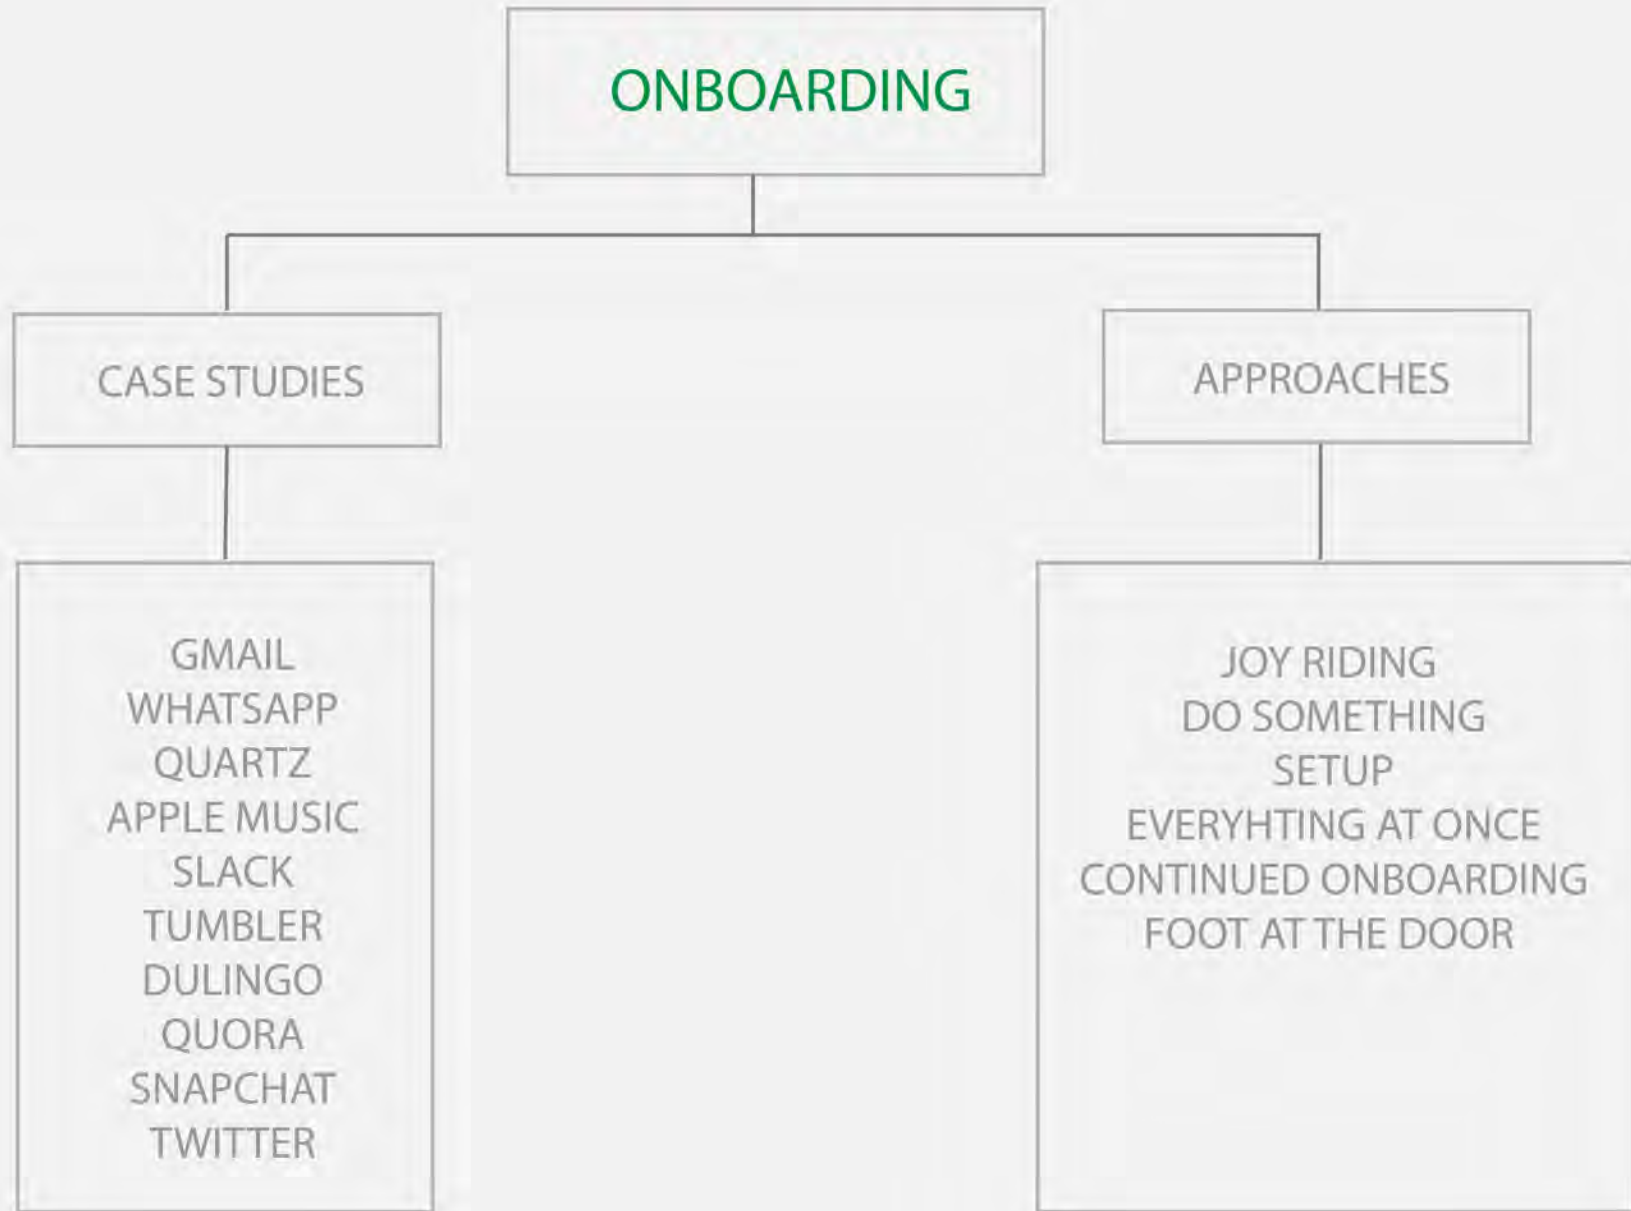 ONBOARDING
CASE STUDIES
APPROACHES
GMAIL
WHATSAPP
QUARTZ
APPLE MUSIC
SLACK
TUMBLER
DULINGO
QUORA
SNAPCHAT
TWITTER
JOY RIDING
DO SOMETHING
SETUP
EVERYHTING AT ONCE
CONTINUED ONBOARDING
FOOT AT THE DOOR